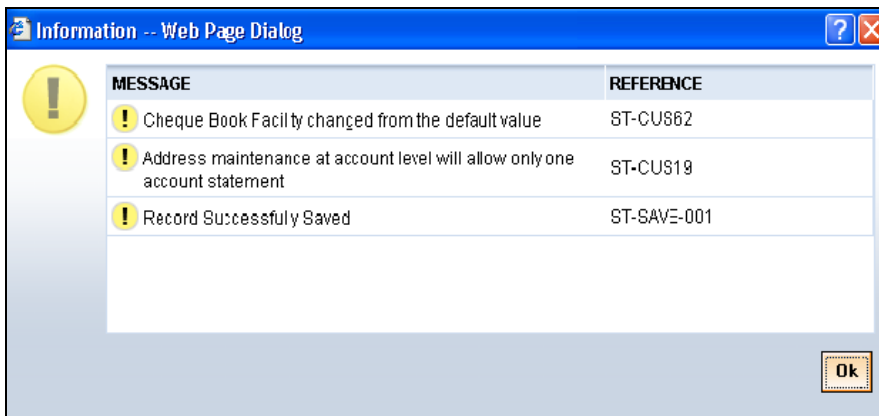 Information -- Web Page Dialog
MESSAGE REFERENCE
Cheque Book Facility changed from the default value ST-CUS62
Address maintenance at account level will allow only one
account statement ST-CUS19
Record Successfuly Saved ST-SAVE-001
Ok